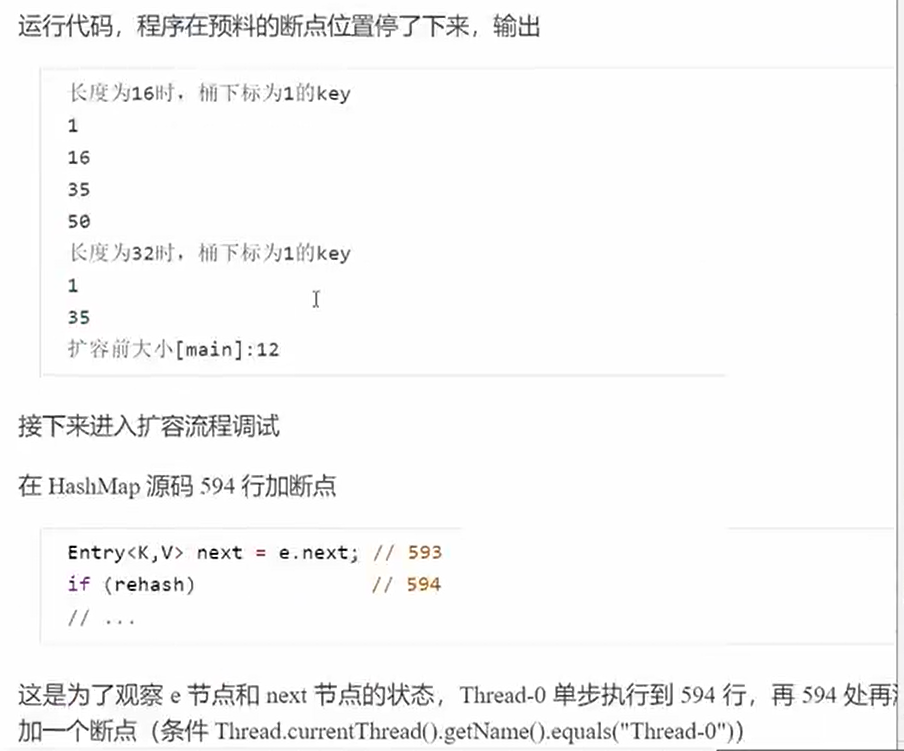 运行代码，程序在预料的断点位置停了下来，输出
长度为16时，桶下标为1的key
1
16
35
50
长度为32时，桶下标为1的key
1
35
扩容前大小[main]:12
接下来进入扩容流程调试
在 HashMap 源码 594 行加断点
Entry<K,V> next = e.next; // 593
if (rehash) // 594
// ...
这是为了观察 e 节点和 next 节点的状态，Thread-0 单步执行到 594 行，再 594 处再
加一个断点（条件 Thread.currentThread().getName().equals("Thread-0")）